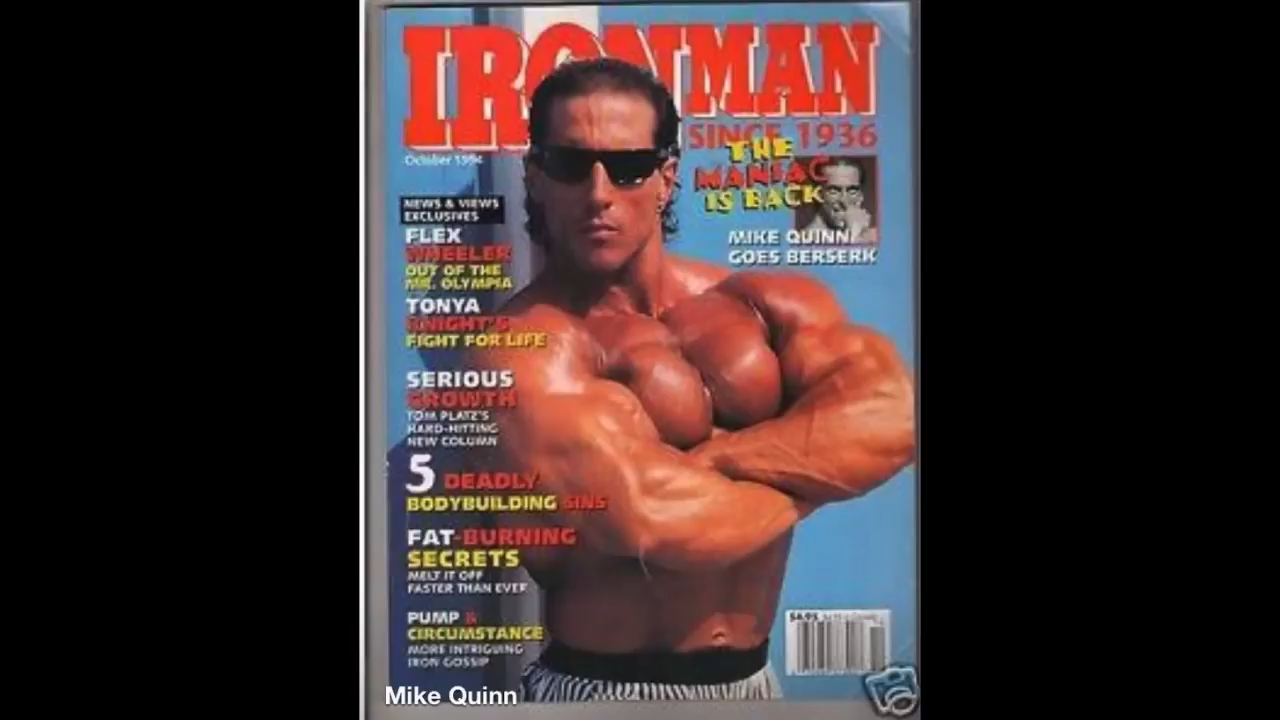 IRONMAN
SINCE 1936
October 1994
THE
MANIAC
IS BACK
MIKE QUINN
GOES BERSERK
NEWS & VIEWS
EXCLUSIVES
FLEX
WHEELER
OUT OF THE
MR. OLYMPIA
TONYA
KNIGHT'S
FIGHT FOR LIFE
SERIOUS
GROWTH
TOM PLATZ'S
HARD-HITTING
NEW COLUMN
5 DEADLY
BODYBUILDING SINS
FAT-BURNING
SECRETS
MELT IT OFF
FASTER THAN EVER
PUMP &
CIRCUMSTANCE
MORE INTRIGUING
IRON GOSSIP
$4.95
Mike Quinn